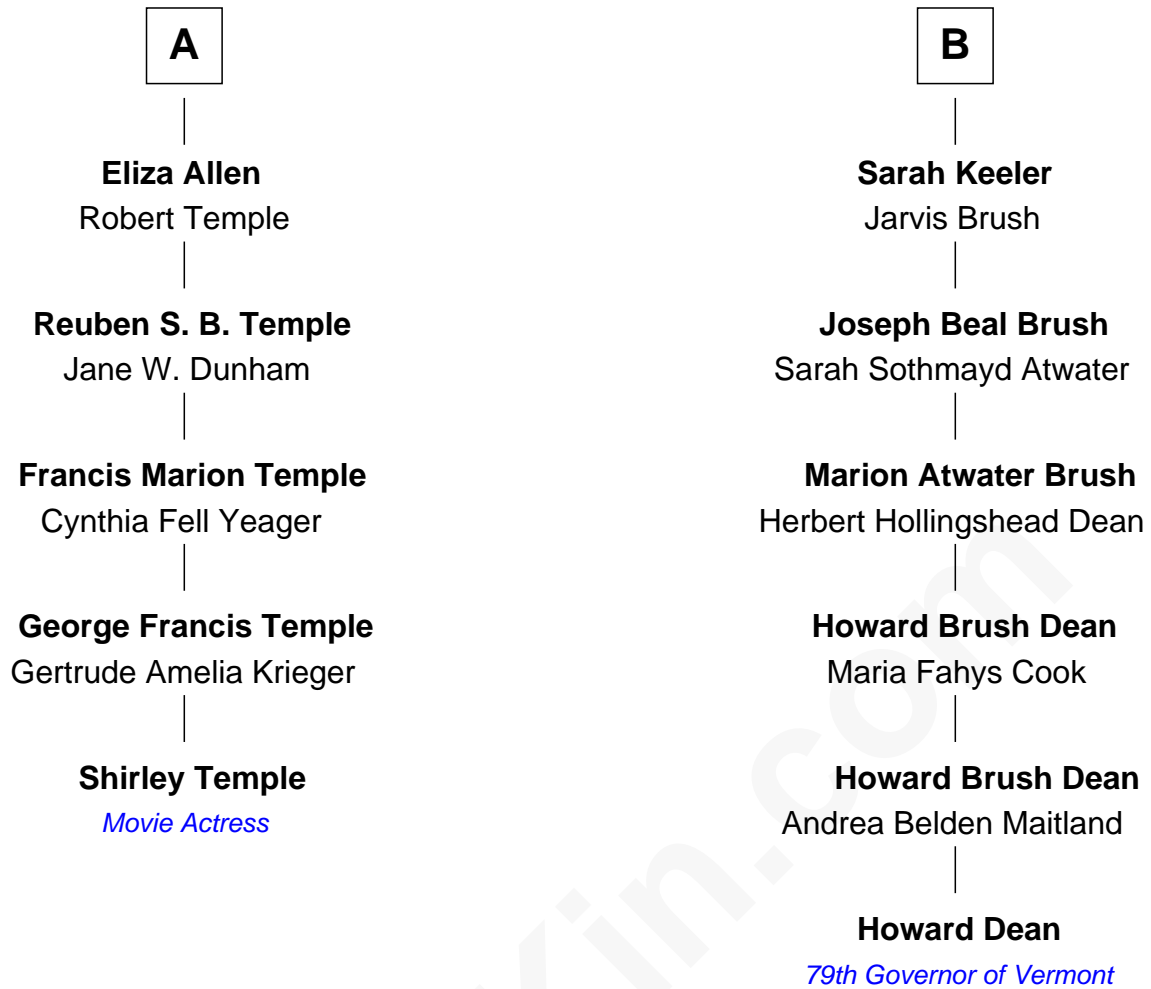 A
Eliza Allen
Robert Temple
Reuben S. B. Temple
Jane W. Dunham
Francis Marion Temple
Cynthia Fell Yeager
George Francis Temple
Gertrude Amelia Krieger
Shirley Temple
Movie Actress
B
Sarah Keeler
Jarvis Brush
Joseph Beal Brush
Sarah Sothmayd Atwater
Marion Atwater Brush
Herbert Hollingshead Dean
Howard Brush Dean
Maria Fahys Cook
Howard Brush Dean
Andrea Belden Maitland
Howard Dean
79th Governor of Vermont
Kin.com